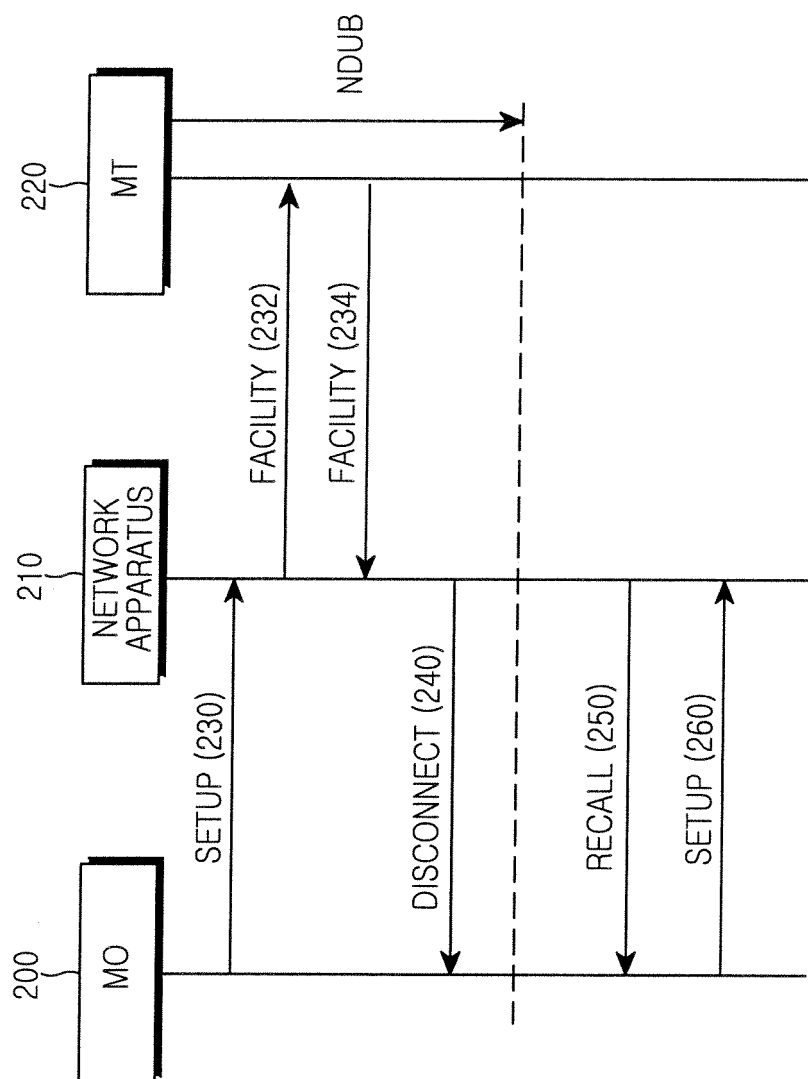 200
210
220
MO
NETWORK
APPARATUS
MT
SETUP (230)
FACILITY (232)
FACILITY (234)
NDUB
DISCONNECT (240)
RECALL (250)
SETUP (260)